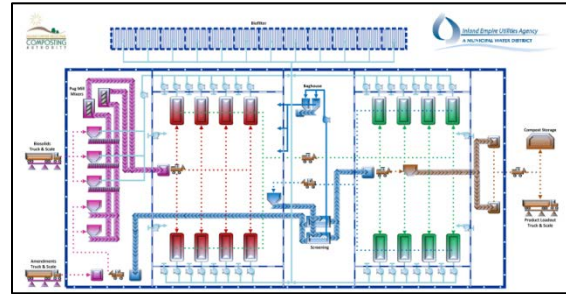 COMPOSTING
AUTHORITY
Biofilter
Inland Empire Utilities Agency
A MUNICIPAL WATER DISTRICT
Pug Mill
Mixers
Baghouse
Biosolids
Truck & Scale
Compost Storage
Product Loadout
Truck & Scale
Screening
Amendments
Truck & Scale